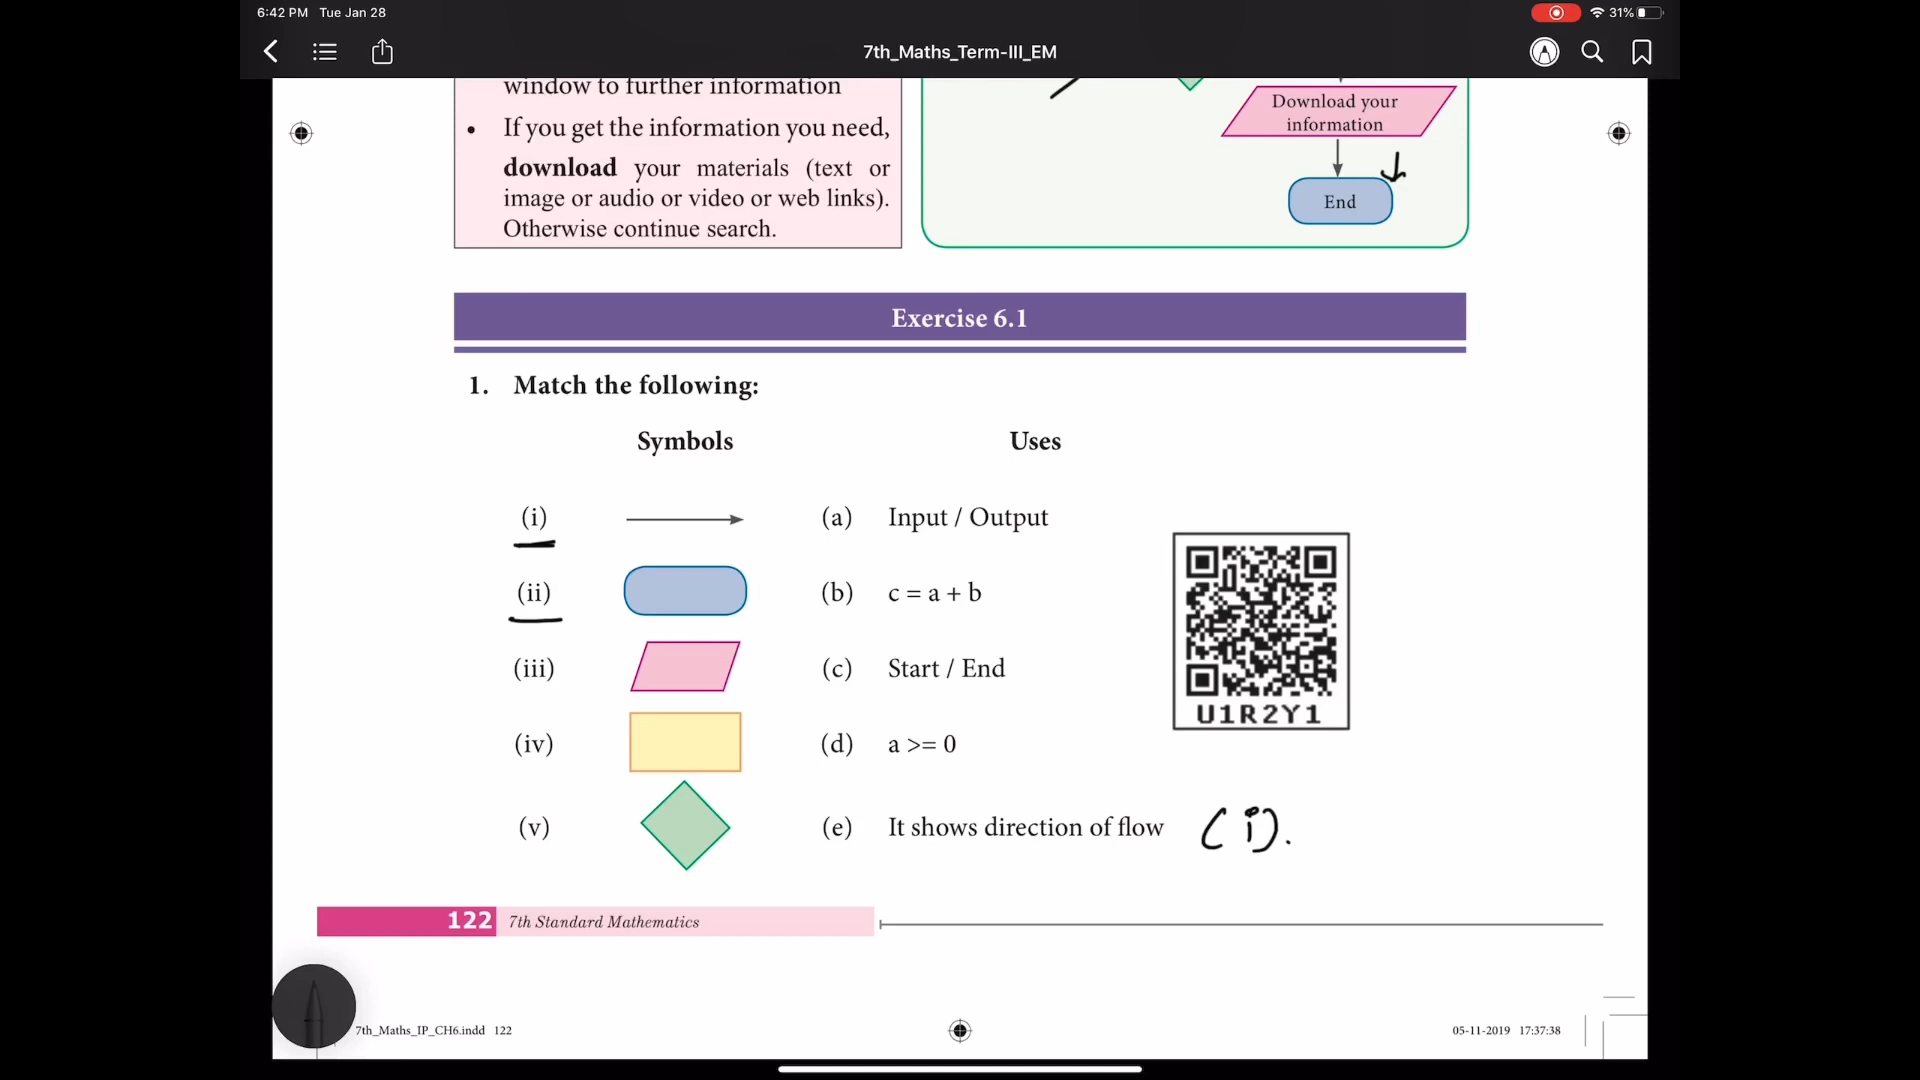 6:42 PM Tue Jan 28
31%
7th_Maths_Term-III_EM
window to further information
• If you get the information you need,
download your materials (text or
image or audio or video or web links).
Otherwise continue search.
Download your
information
End
Exercise 6.1
1. Match the following:
Symbols Uses
(i) (a) Input / Output
(ii) (b) c = a + b
(iii) (c) Start / End
(iv) (d) a >= 0
(v) (e) It shows direction of flow (i).
U1R2Y1
122 7th Standard Mathematics
7th_Maths_IP_CH6.indd 122
05-11-2019 17:37:38